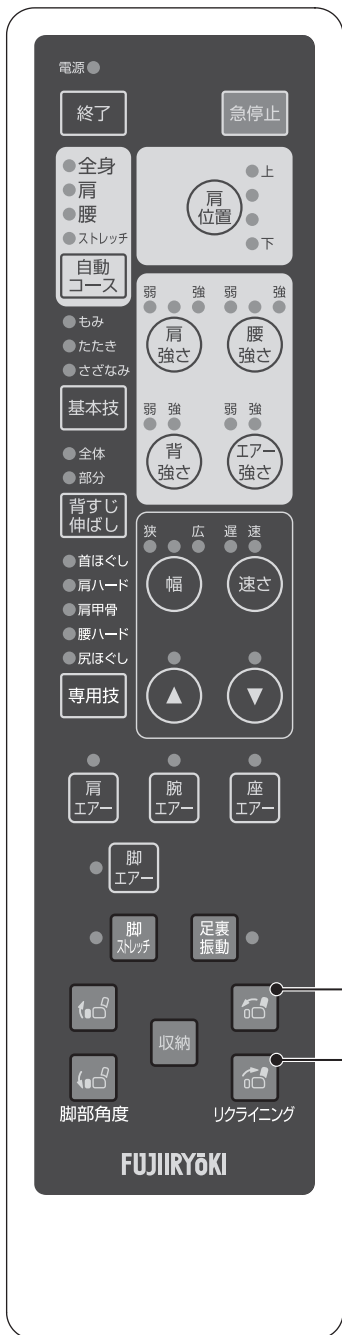 電源
終了
急停止
全身
肩
腰
ストレッチ
自動
コース
上
肩
位置
下
もみ
たたき
さざなみ
基本技
弱 強
肩
強さ
弱 強
腰
強さ
全体
部分
背すじ
伸ばし
弱 強
背
強さ
弱 強
エアー
強さ
首ほぐし
肩ハード
肩甲骨
腰ハード
尻ほぐし
専用技
狭 広
幅
遅 速
速さ
▲
▼
肩
エアー
腕
エアー
座
エアー
脚
エアー
脚
ストレッチ
足裏
振動
収納
脚部角度
リクライニング
FUJIIRYōKI